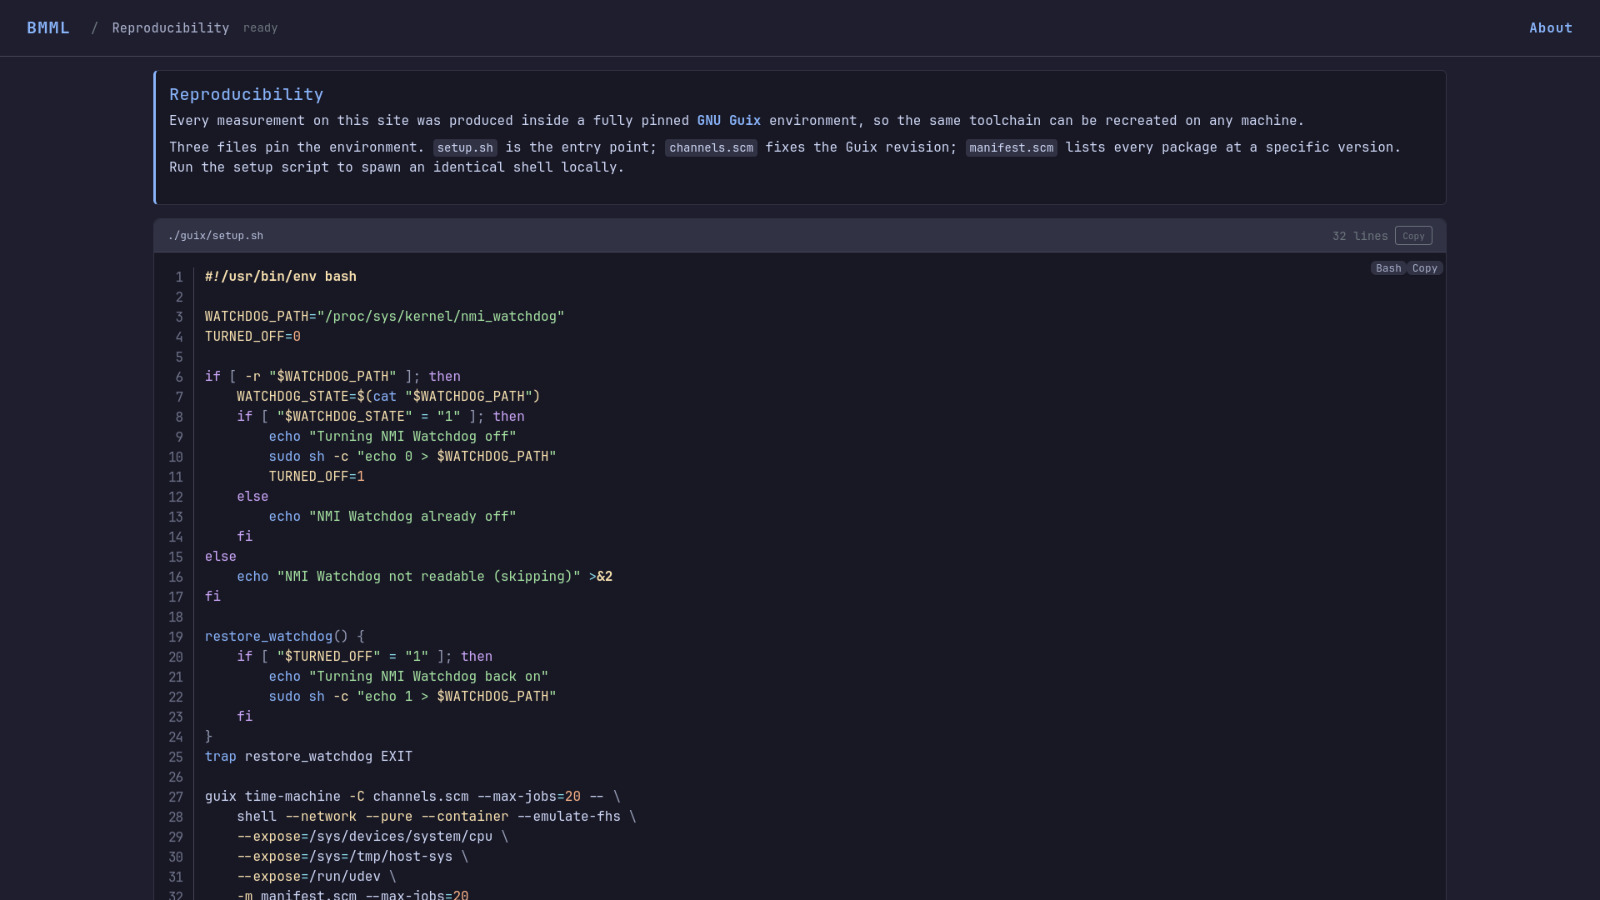 BMML / Reproducibility ready About
Reproducibility
Every measurement on this site was produced inside a fully pinned GNU Guix environment, so the same toolchain can be recreated on any machine.
Three files pin the environment. setup.sh is the entry point; channels.scm fixes the Guix revision; manifest.scm lists every package at a specific version.
Run the setup script to spawn an identical shell locally.
./guix/setup.sh 32 lines Copy
Bash Copy
1 #!/usr/bin/env bash
2
3 WATCHDOG_PATH="/proc/sys/kernel/nmi_watchdog"
4 TURNED_OFF=0
5
6 if [ -r "$WATCHDOG_PATH" ]; then
7     WATCHDOG_STATE=$(cat "$WATCHDOG_PATH")
8     if [ "$WATCHDOG_STATE" = "1" ]; then
9         echo "Turning NMI Watchdog off"
10         sudo sh -c "echo 0 > $WATCHDOG_PATH"
11         TURNED_OFF=1
12     else
13         echo "NMI Watchdog already off"
14     fi
15 else
16     echo "NMI Watchdog not readable (skipping)" >&2
17 fi
18
19 restore_watchdog() {
20     if [ "$TURNED_OFF" = "1" ]; then
21         echo "Turning NMI Watchdog back on"
22         sudo sh -c "echo 1 > $WATCHDOG_PATH"
23     fi
24 }
25 trap restore_watchdog EXIT
26
27 guix time-machine -C channels.scm --max-jobs=20 -- \
28     shell --network --pure --container --emulate-fhs \
29     --expose=/sys/devices/system/cpu \
30     --expose=/sys=/tmp/host-sys \
31     --expose=/run/udev \
32     -m manifest.scm --max-jobs=20